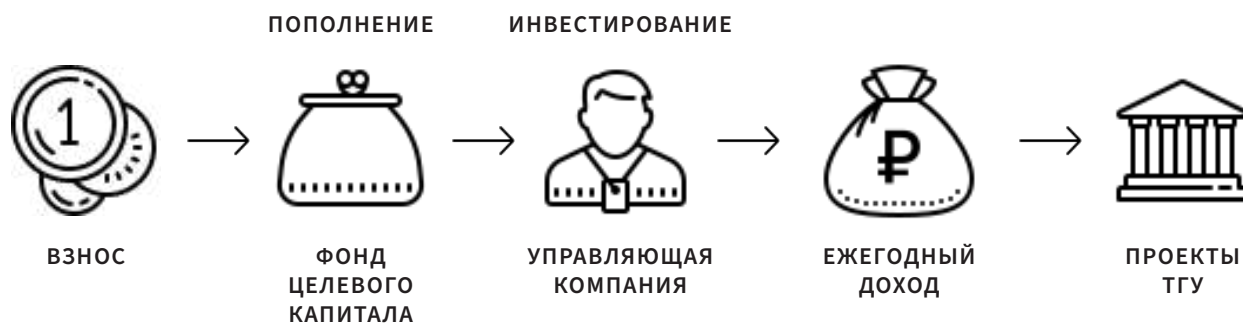 ПОПОЛНЕНИЕ
ИНВЕСТИРОВАНИЕ
1
₽
ВЗНОС
ФОНД
ЦЕЛЕВОГО
КАПИТАЛА
УПРАВЛЯЮЩАЯ
КОМПАНИЯ
ЕЖЕГОДНЫЙ
ДОХОД
ПРОЕКТЫ
ТГУ